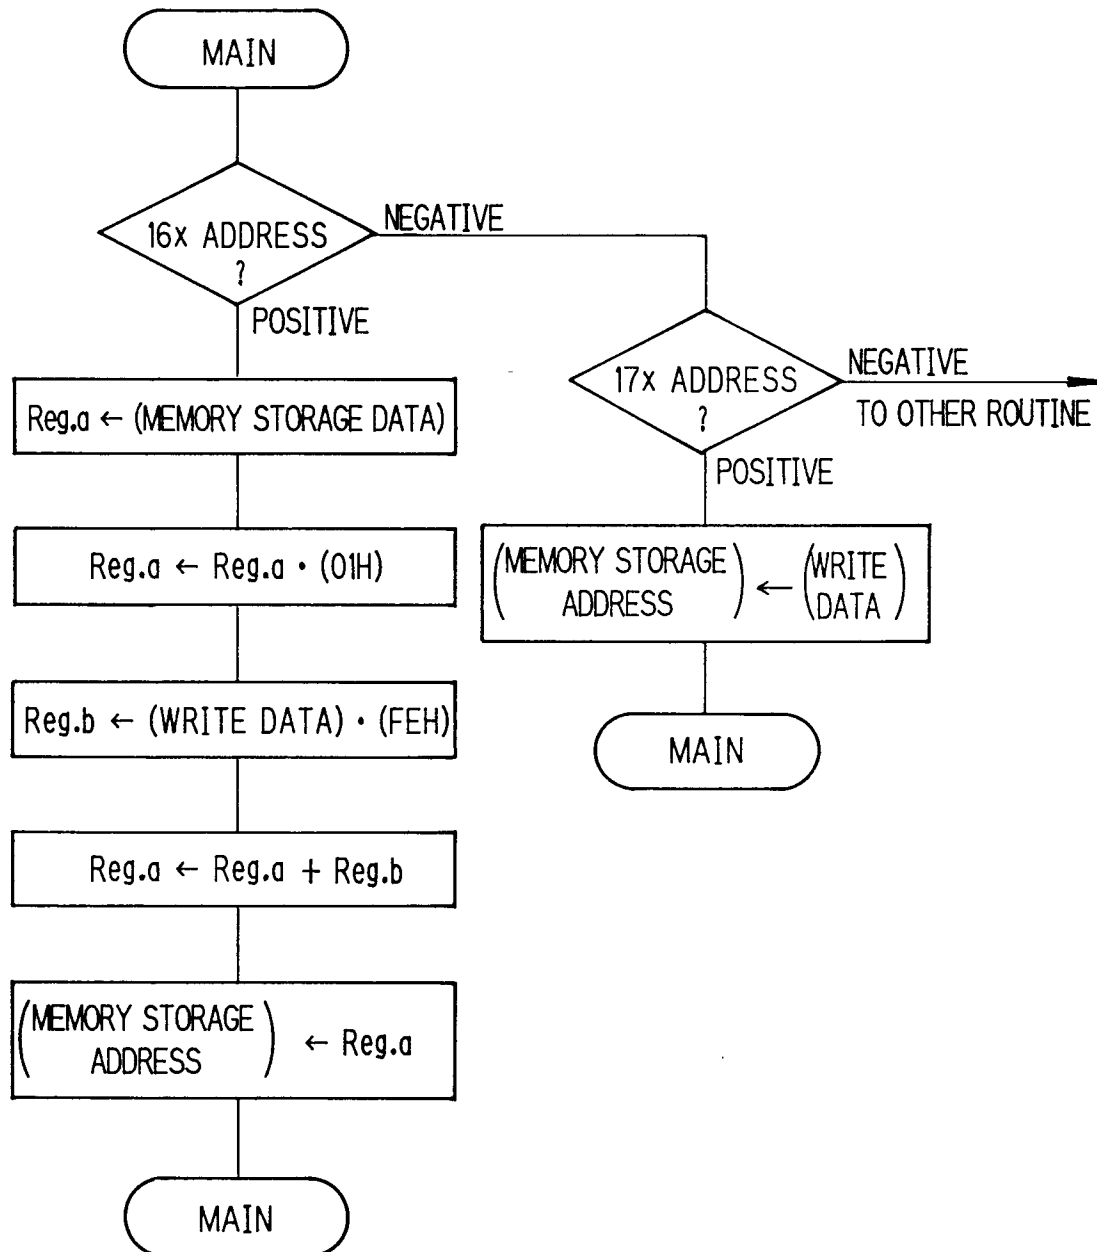 MAIN
16x ADDRESS
?
NEGATIVE
POSITIVE
Reg.a ← (MEMORY STORAGE DATA)
Reg.a ← Reg.a · (01H)
Reg.b ← (WRITE DATA) · (FEH)
Reg.a ← Reg.a + Reg.b
(MEMORY STORAGE
ADDRESS) ← Reg.a
MAIN
17x ADDRESS
?
NEGATIVE
TO OTHER ROUTINE
POSITIVE
(MEMORY STORAGE
ADDRESS) ← (WRITE
DATA)
MAIN